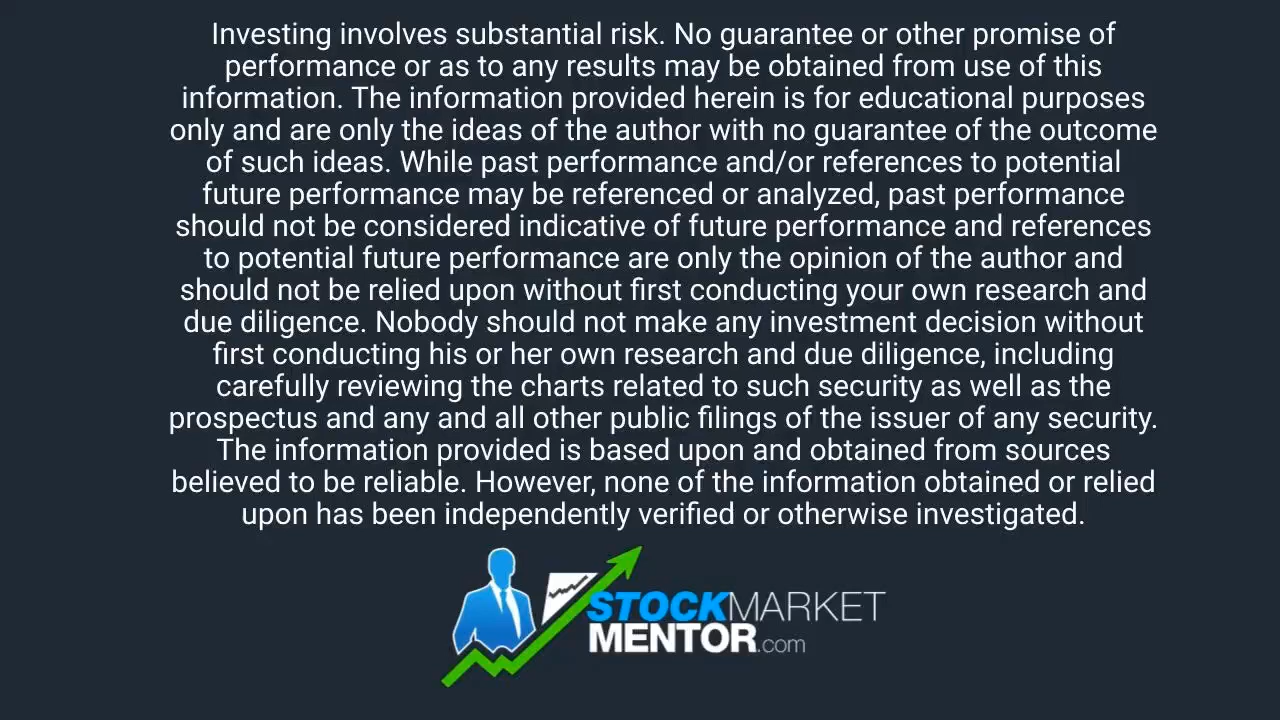 Investing involves substantial risk. No guarantee or other promise of
performance or as to any results may be obtained from use of this
information. The information provided herein is for educational purposes
only and are only the ideas of the author with no guarantee of the outcome
of such ideas. While past performance and/or references to potential
future performance may be referenced or analyzed, past performance
should not be considered indicative of future performance and references
to potential future performance are only the opinion of the author and
should not be relied upon without first conducting your own research and
due diligence. Nobody should not make any investment decision without
first conducting his or her own research and due diligence, including
carefully reviewing the charts related to such security as well as the
prospectus and any and all other public filings of the issuer of any security.
The information provided is based upon and obtained from sources
believed to be reliable. However, none of the information obtained or relied
upon has been independently verified or otherwise investigated.
STOCKMARKET
MENTOR.com